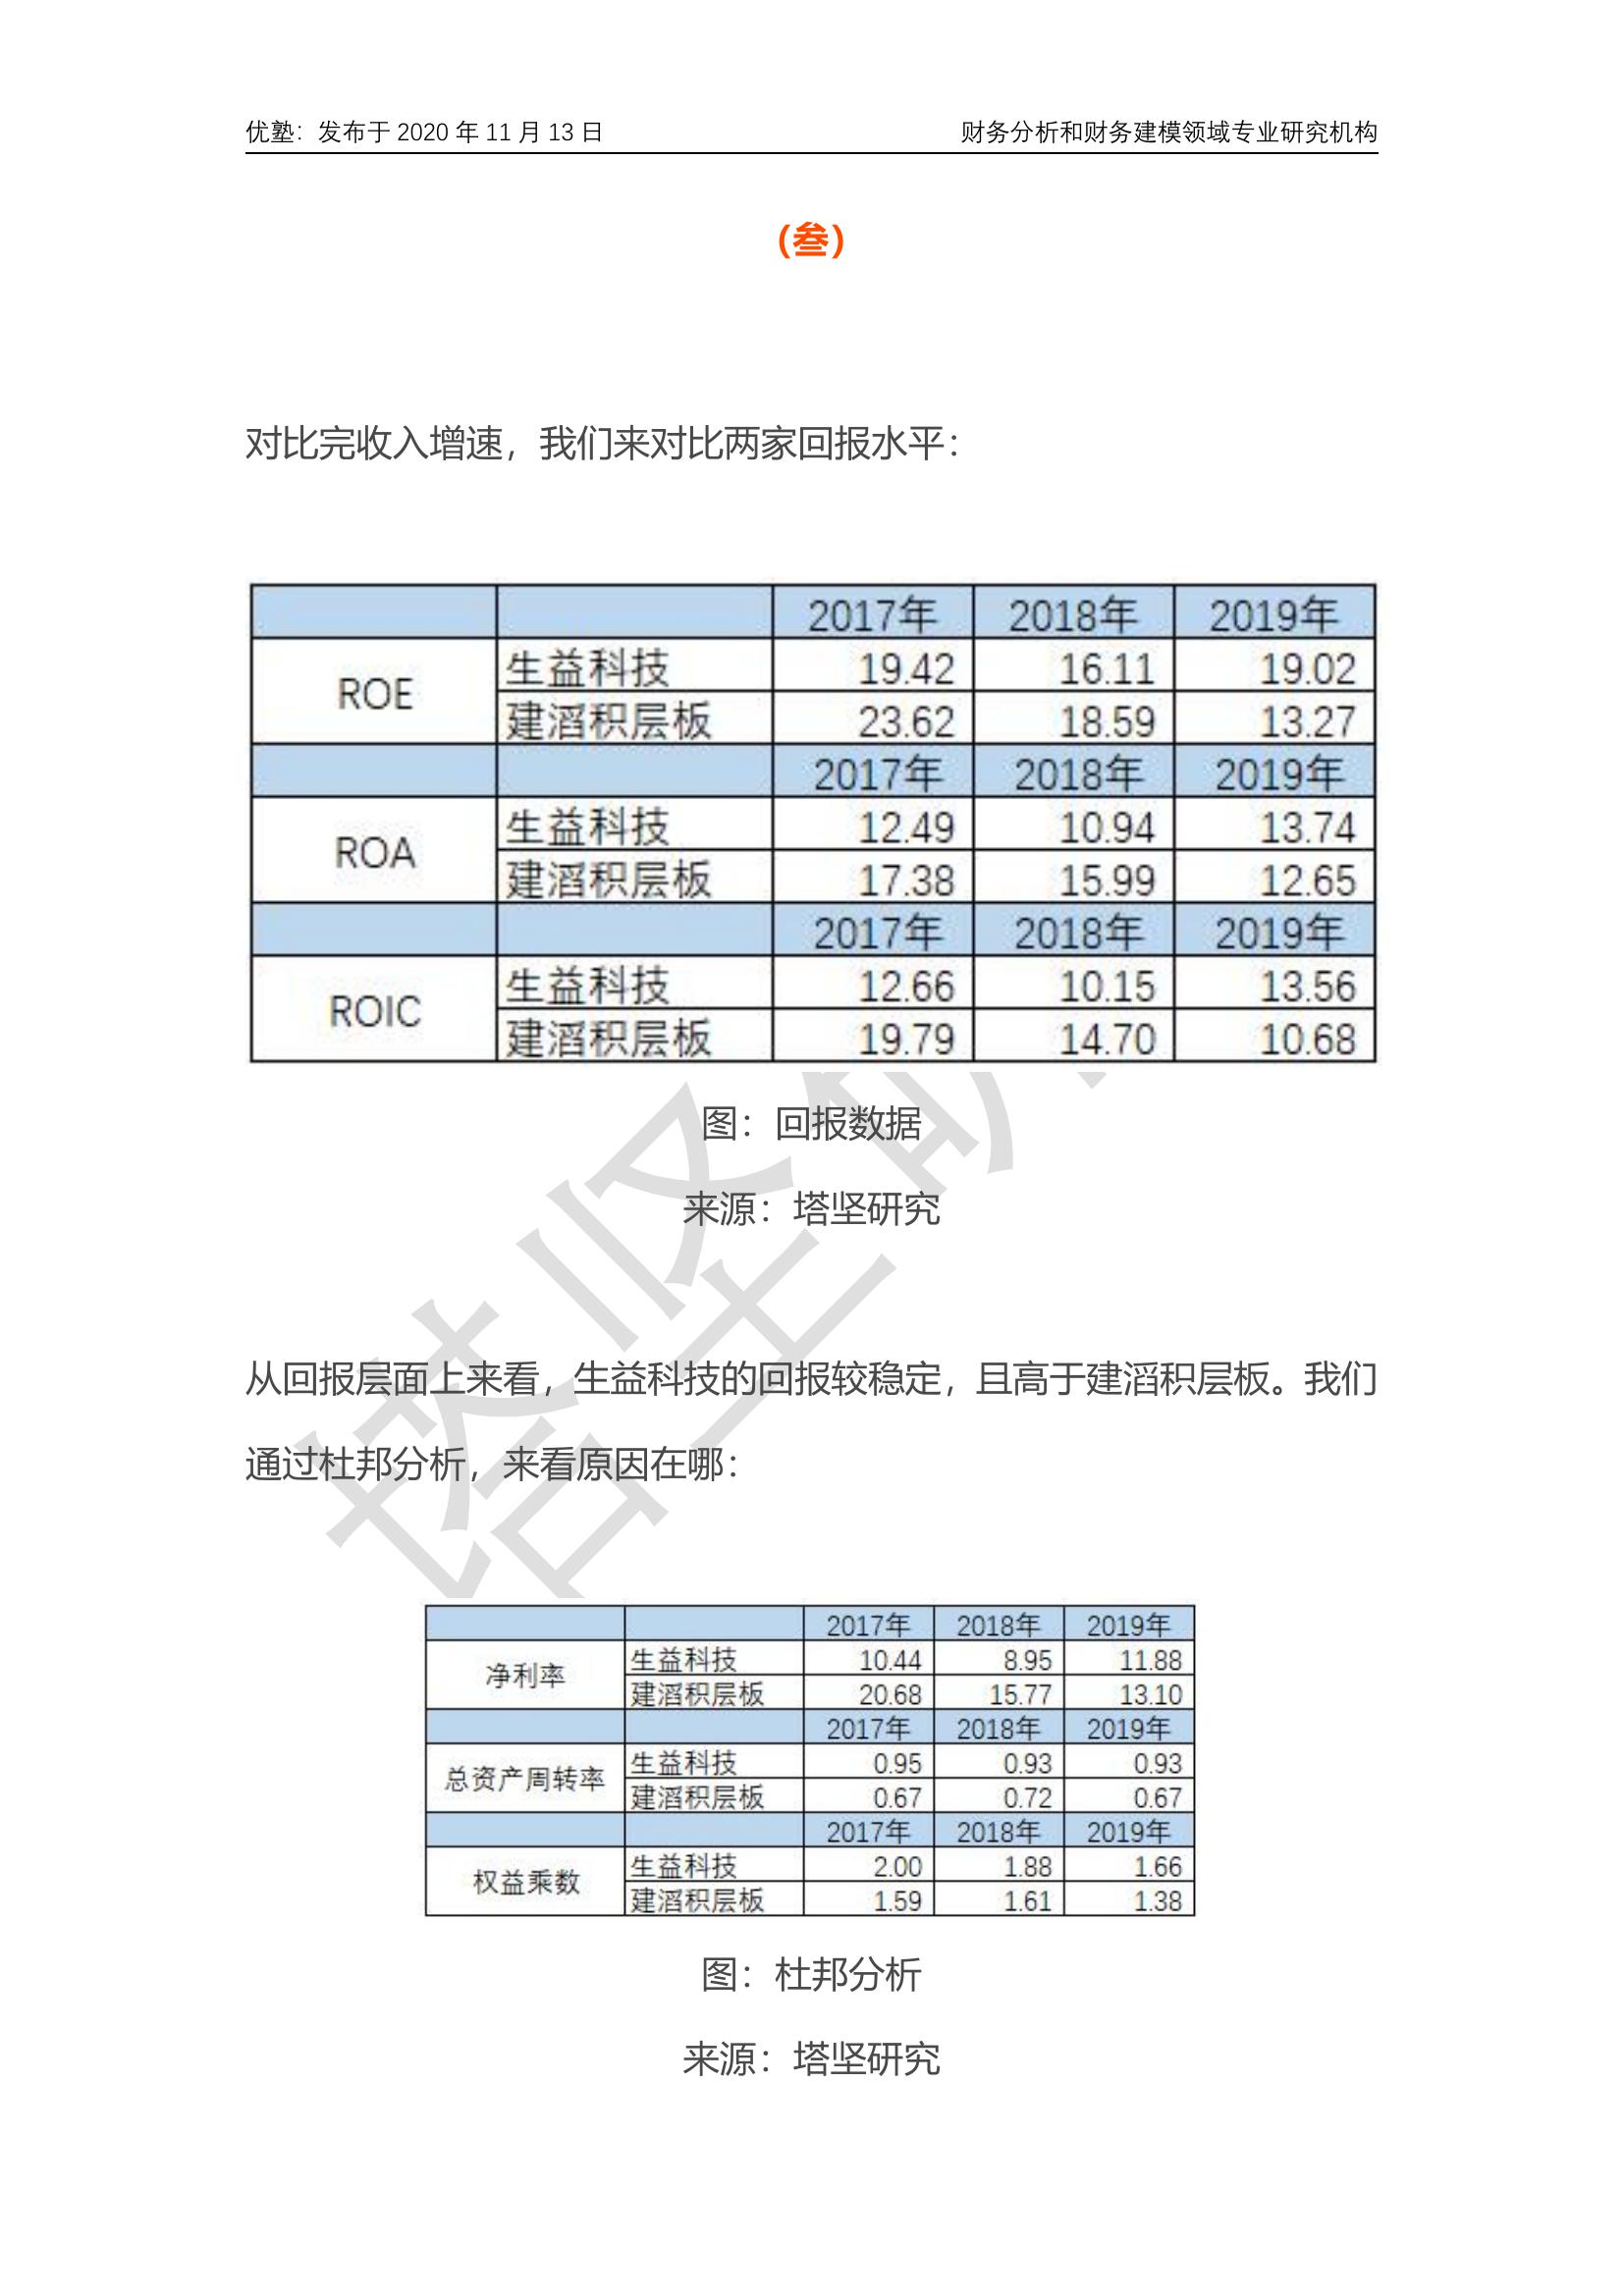 优塾：发布于 2020 年 11 月 13 日 财务分析和财务建模领域专业研究机构
(叁)
对比完收入增速，我们来对比两家回报水平：
2017年 2018年 2019年
ROE 生益科技 19.42 16.11 19.02
建滔积层板 23.62 18.59 13.27
2017年 2018年 2019年
ROA 生益科技 12.49 10.94 13.74
建滔积层板 17.38 15.99 12.65
2017年 2018年 2019年
ROIC 生益科技 12.66 10.15 13.56
建滔积层板 19.79 14.70 10.68
图：回报数据
来源：塔坚研究
从回报层面上来看，生益科技的回报较稳定，且高于建滔积层板。我们
通过杜邦分析，来看原因在哪：
2017年 2018年 2019年
净利率 生益科技 10.44 8.95 11.88
建滔积层板 20.68 15.77 13.10
2017年 2018年 2019年
总资产周转率 生益科技 0.95 0.93 0.93
建滔积层板 0.67 0.72 0.67
2017年 2018年 2019年
权益乘数 生益科技 2.00 1.88 1.66
建滔积层板 1.59 1.61 1.38
图：杜邦分析
来源：塔坚研究
塔坚